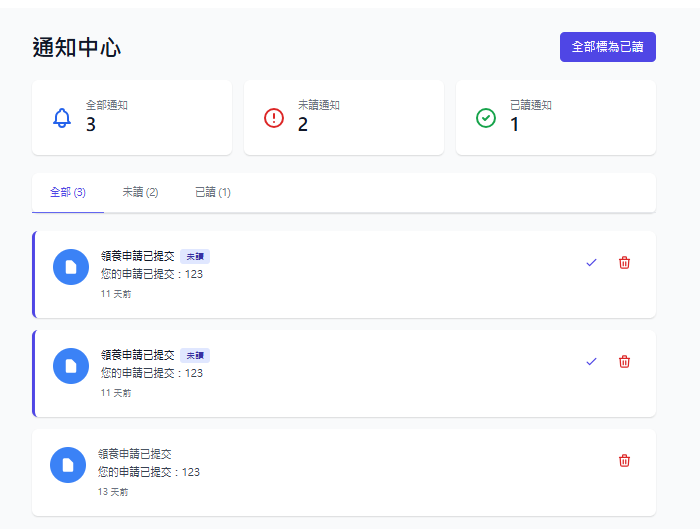 通知中心
全部標為已讀
全部通知
3
未讀通知
2
已讀通知
1
全部 (3)
未讀 (2)
已讀 (1)
領養申請已提交 未讀
您的申請已提交：123
11 天前
領養申請已提交 未讀
您的申請已提交：123
11 天前
領養申請已提交
您的申請已提交：123
13 天前